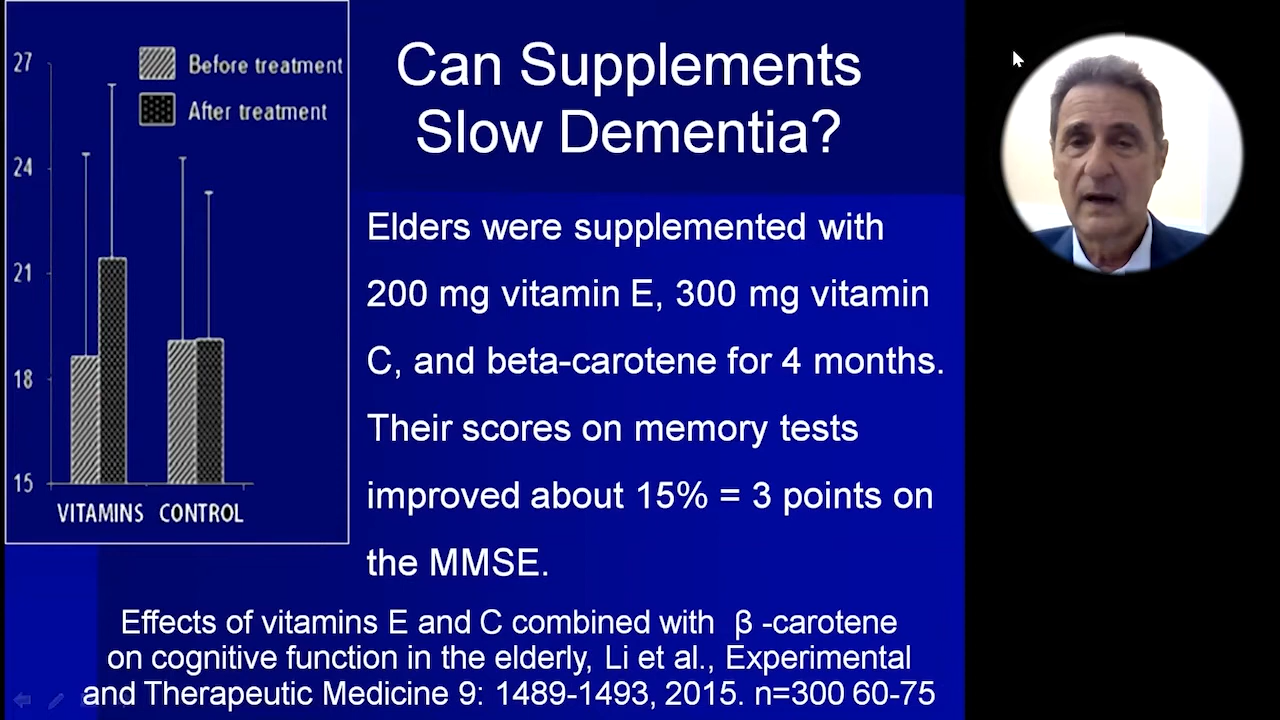 27
24
21
18
15
Before treatment
After treatment
VITAMINS CONTROL
Can Supplements
Slow Dementia?
Elders were supplemented with
200 mg vitamin E, 300 mg vitamin
C, and beta-carotene for 4 months.
Their scores on memory tests
improved about 15% = 3 points on
the MMSE.
Effects of vitamins E and C combined with β -carotene
on cognitive function in the elderly, Li et al., Experimental
and Therapeutic Medicine 9: 1489-1493, 2015. n=300 60-75